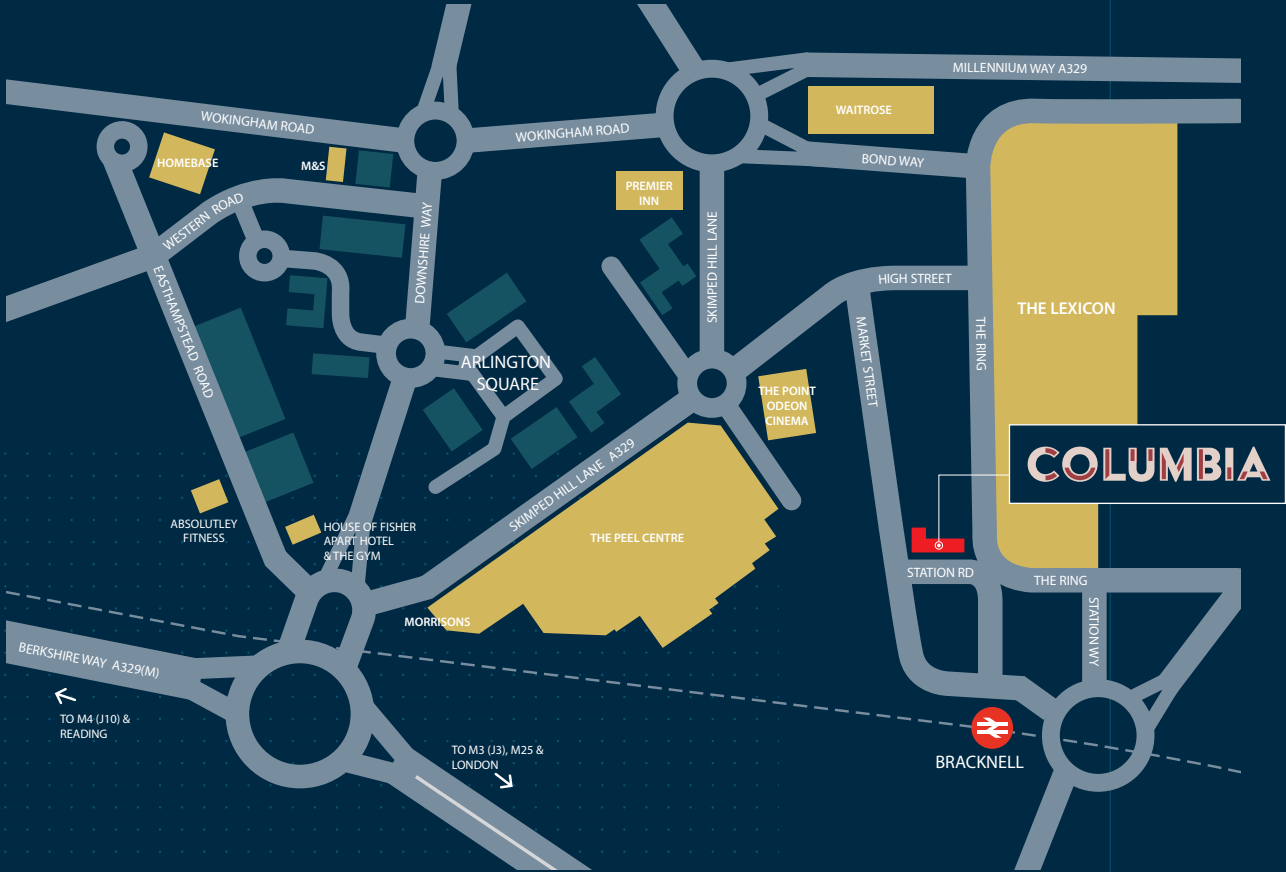 MILLENNIUM WAY A329
WOKINGHAM ROAD
WOKINGHAM ROAD
WAITROSE
HOMEBASE
M&S
BOND WAY
PREMIER
INN
WESTERN ROAD
DOWNSHIRE WAY
SKIMPED HILL LANE
HIGH STREET
EASTHAMPSTEAD ROAD
THE LEXICON
THE RING
MARKET STREET
ARLINGTON
SQUARE
THE POINT
ODEON
CINEMA
COLUMBIA
SKIMPED HILL LANE A329
ABSOLUTLEY
FITNESS
HOUSE OF FISHER
APART HOTEL
& THE GYM
THE PEEL CENTRE
STATION RD
THE RING
MORRISONS
STATION WY
BERKSHIRE WAY A329(M)
TO M4 (J10) &
READING
TO M3 (J3), M25 &
LONDON
BRACKNELL